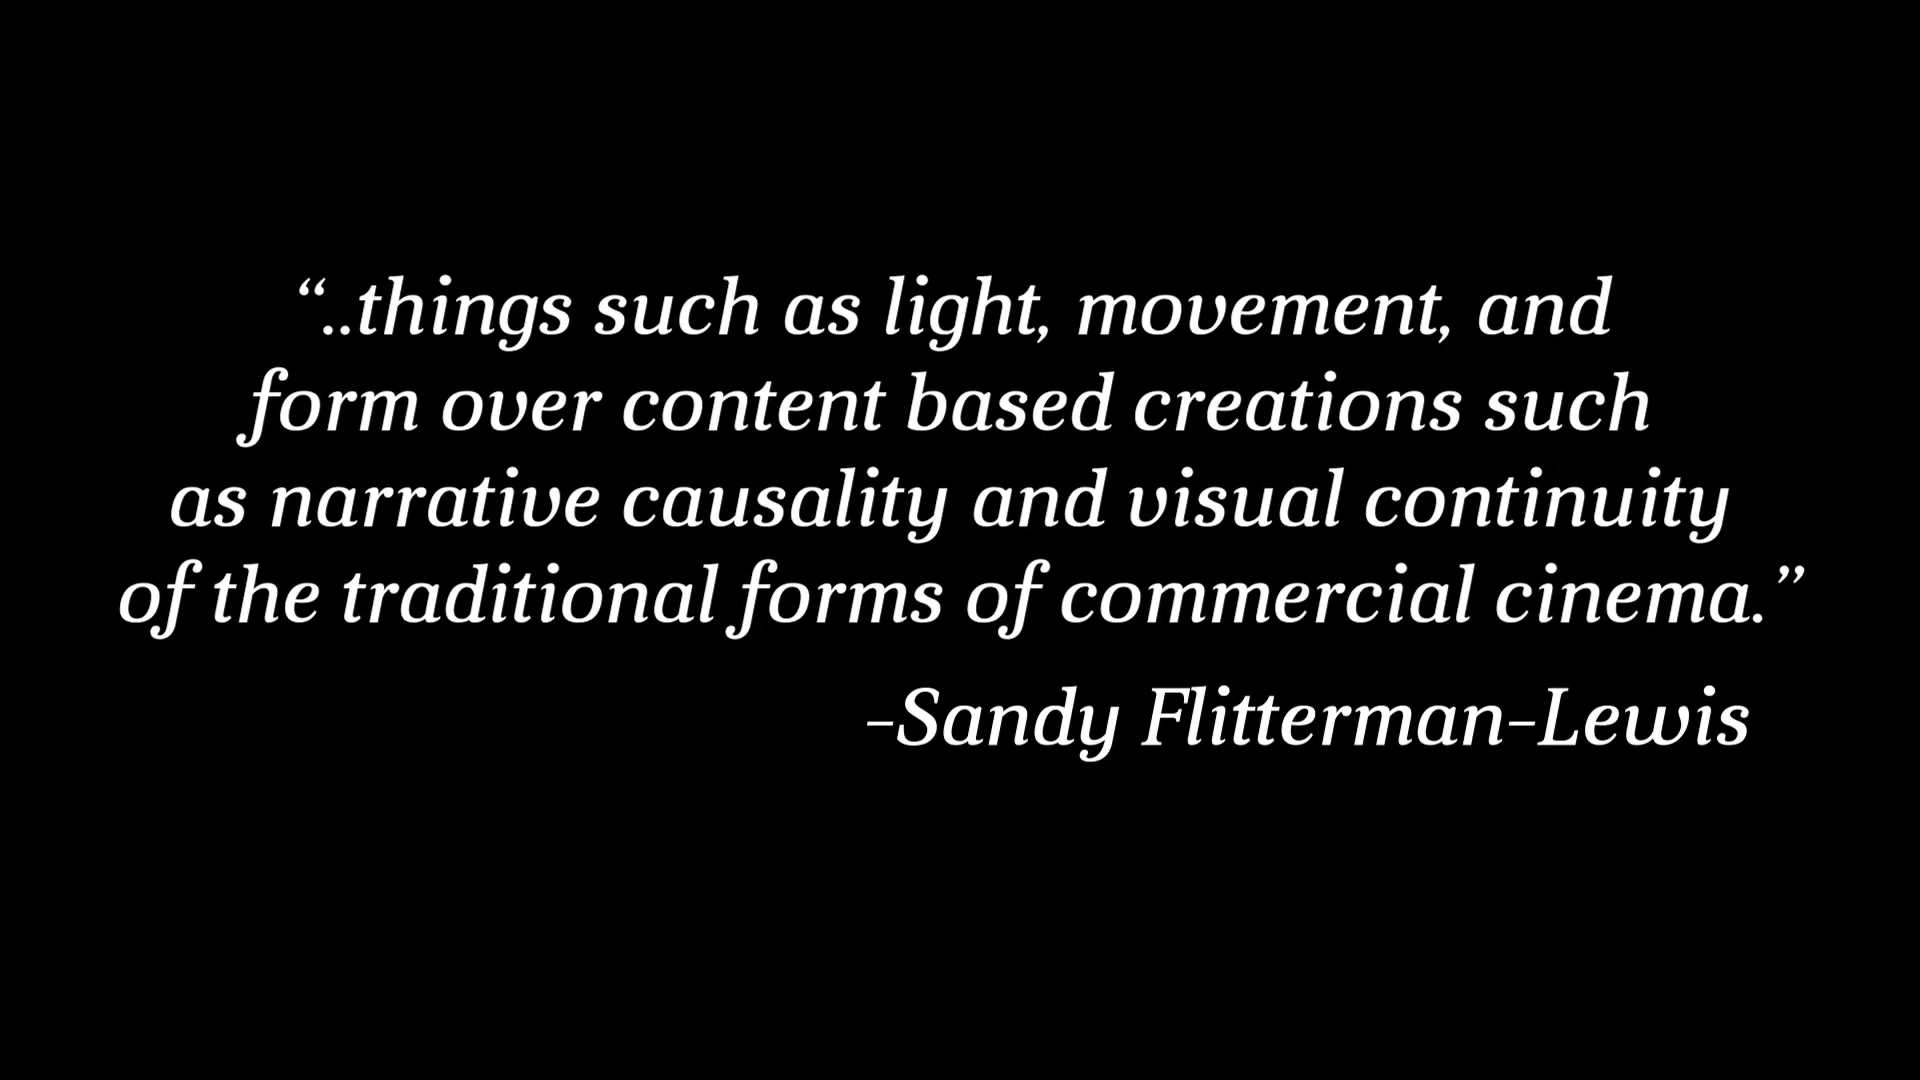 “..things such as light, movement, and
form over content based creations such
as narrative causality and visual continuity
of the traditional forms of commercial cinema.”
-Sandy Flitterman-Lewis